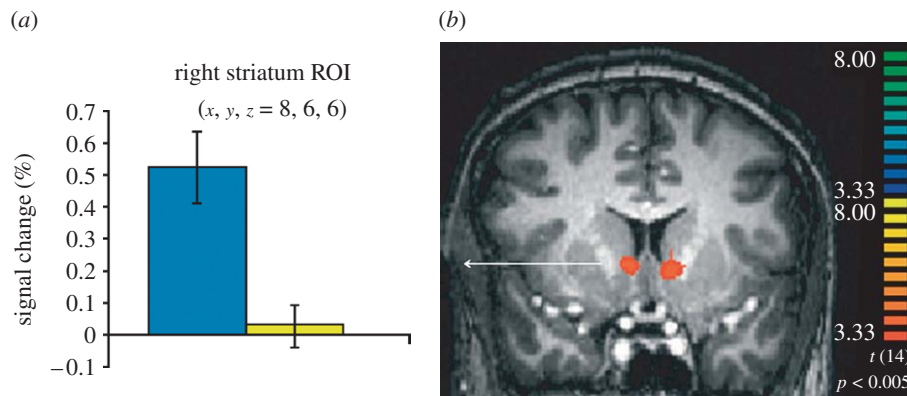 (a)
right striatum ROI
(x, y, z = 8, 6, 6)
signal change (%)
0.7
0.6
0.5
0.4
0.3
0.2
0.1
0
−0.1
(b)
8.00
3.33
8.00
3.33
t (14)
p < 0.005